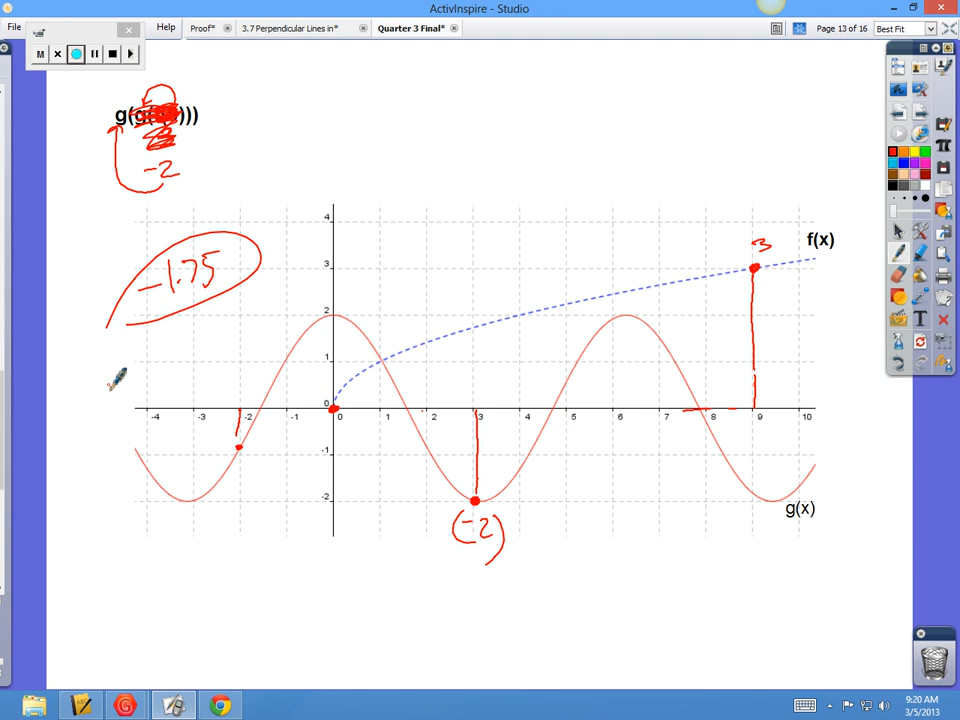 ActivInspire - Studio
File
Help
Proof*
3.7 Perpendicular Lines in*
Quarter 3 Final*
Page 13 of 16
Best Fit
M
g(g( )))
-2
-1.75
4
3
2
1
0
-1
-2
-4 -3 -2 -1 0 1 2 3 4 5 6 7 8 9 10
3
f(x)
(-2)
g(x)
9:20 AM
3/5/2013